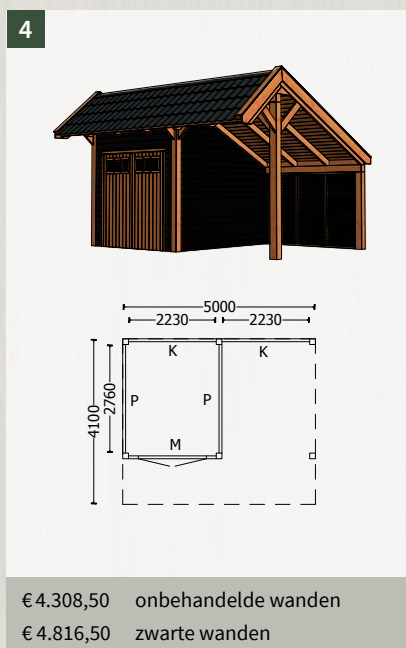 4
5000
2230 2230
K K
4100
2760
P P
M
€ 4.308,50 onbehandelde wanden
€ 4.816,50 zwarte wanden